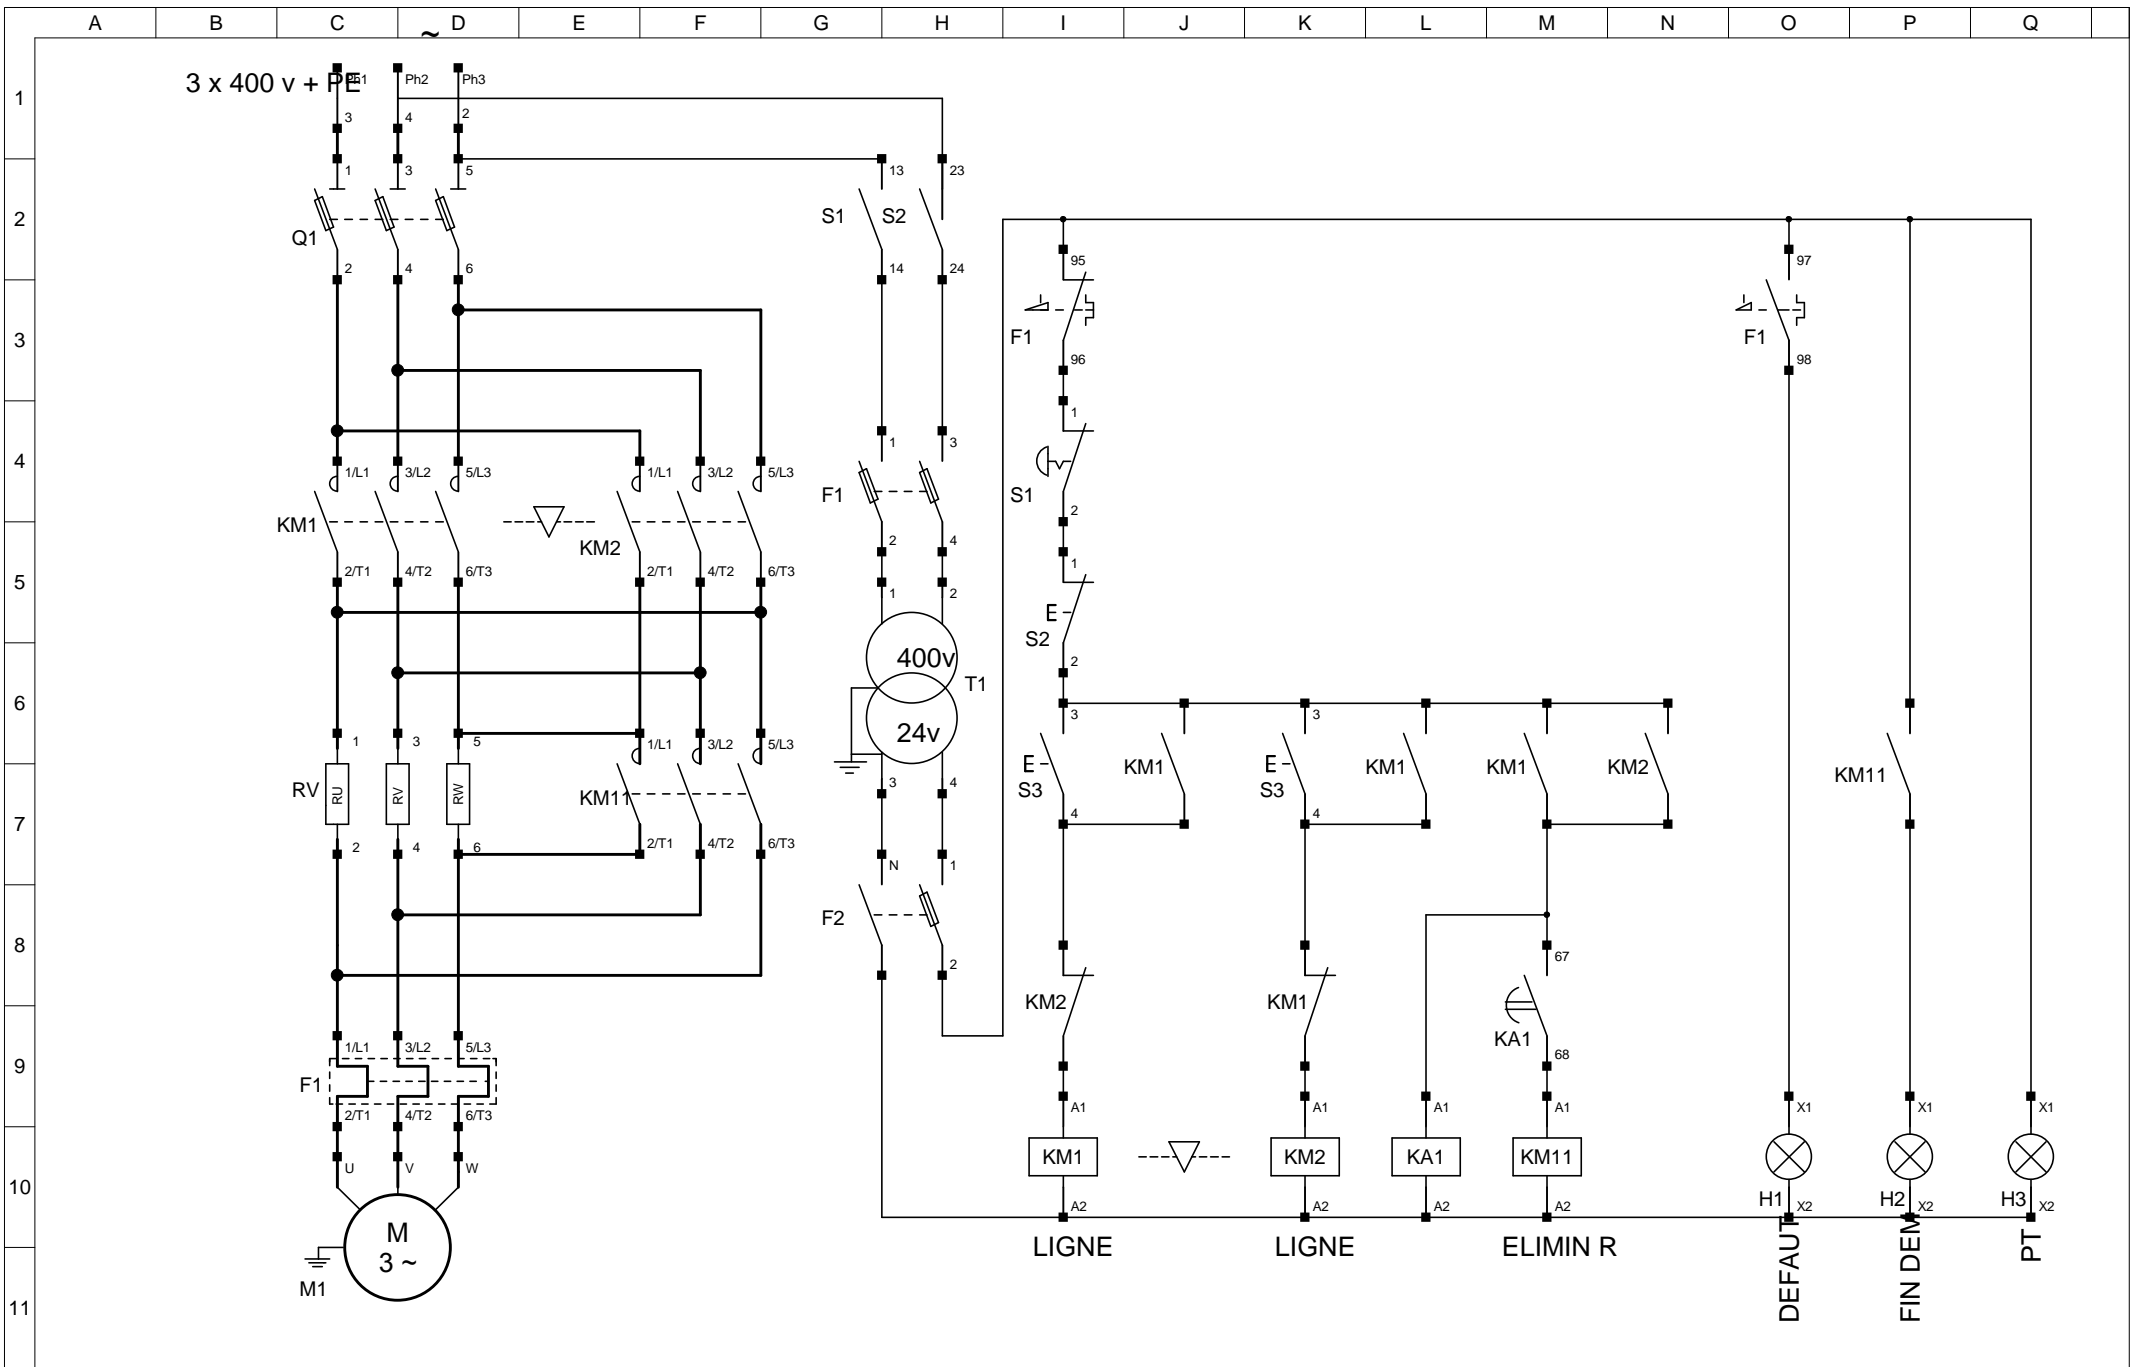 A B C D E F G H I J K L M N O P Q
~
3 x 400 v + PE
Ph1 Ph2 Ph3
1
3 4 2
1 3 5 13 23
2
S1 S2
Q1
2 4 6 14 24
95 97
3
F1 F1
96 98
1
1 3
4
1/L1 3/L2 5/L3 1/L1 3/L2 5/L3
F1 S1
KM1 KM2
2 4 2
1
2/T1 4/T2 6/T3 2/T1 4/T2 6/T3
5
1 2
E
S2
400v
2
T1
6
3 3
24v
1 3 5 1/L1 3/L2 5/L3
E KM1 E KM1 KM1 KM2
KM11
S3 S3
RV RU RV RW KM11
3 4
7
4 4
2 4 6 2/T1 4/T2 6/T3
N 1
F2
8
67
2
KM2 KM1
KA1
1/L1 3/L2 5/L3
68
9
F1
2/T1 4/T2 6/T3
A1 A1 A1 A1 X1 X1 X1
U V W
KM1 KM2 KA1 KM11
10
H1 H2 H3
A2 A2 A2 A2 X2 X2 X2
M
3 ~
LIGNE LIGNE ELIMIN R
DEFAUT
FIN DEM
PT
M1
11